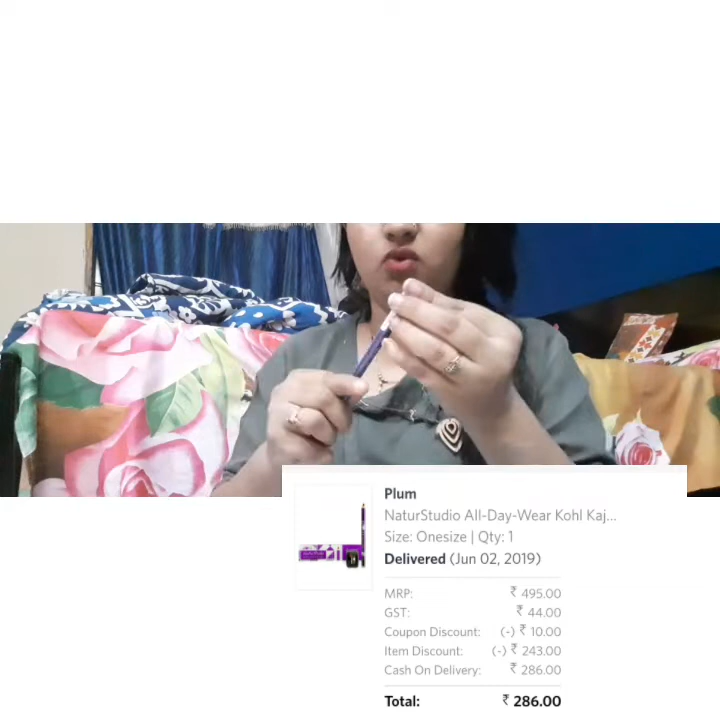 Plum
NaturStudio All-Day-Wear Kohl Kaj...
Size: Onesize | Qty: 1
Delivered (Jun 02, 2019)
MRP: ₹ 495.00
GST: ₹ 44.00
Coupon Discount: (-) ₹ 10.00
Item Discount: (-) ₹ 243.00
Cash On Delivery: ₹ 286.00
Total: ₹ 286.00